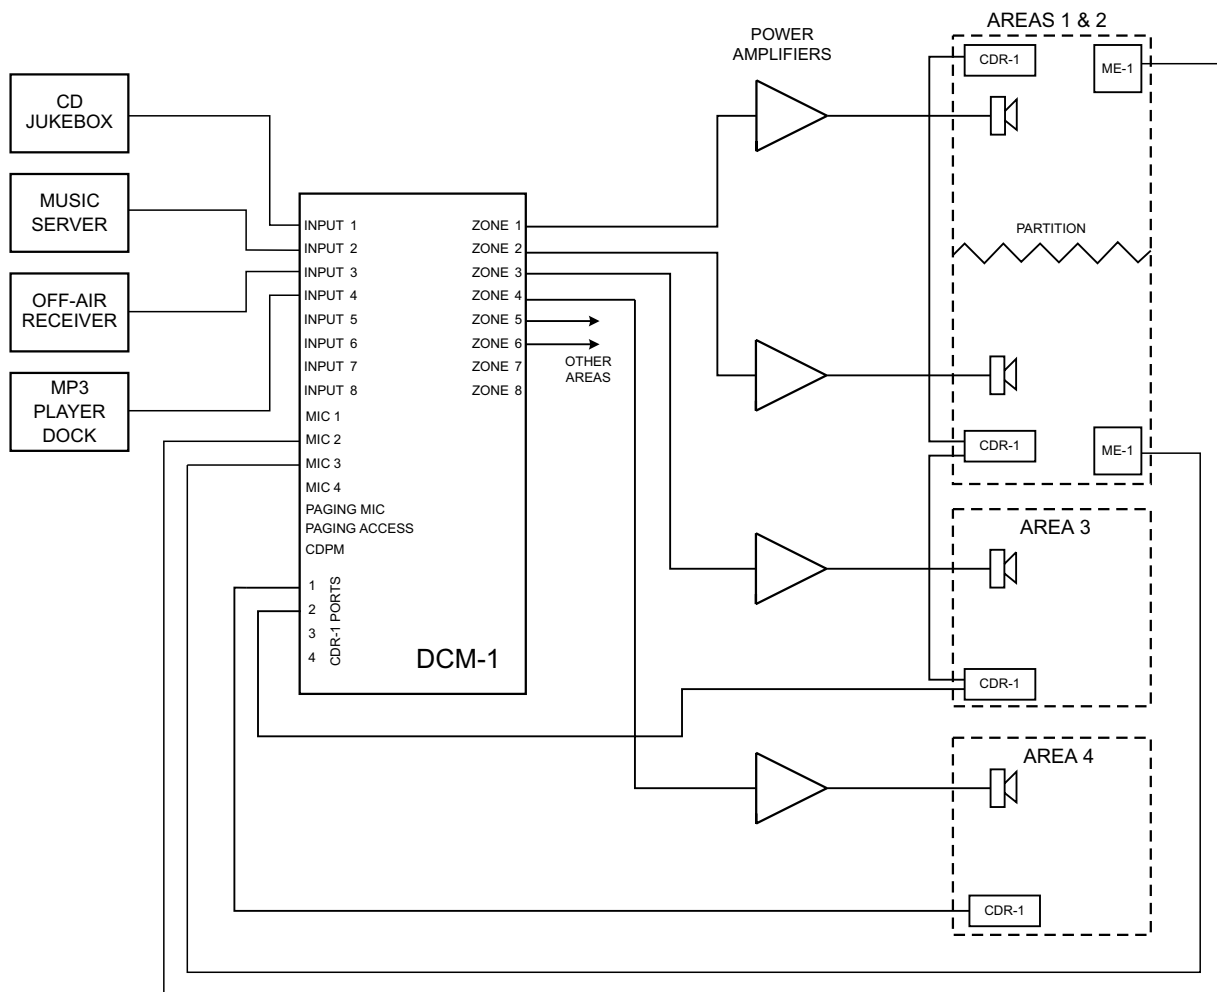 AREAS 1 & 2
POWER
AMPLIFIERS
CDR-1
ME-1
CD
JUKEBOX
MUSIC
SERVER
OFF-AIR
RECEIVER
MP3
PLAYER
DOCK
INPUT 1
INPUT 2
INPUT 3
INPUT 4
INPUT 5
INPUT 6
INPUT 7
INPUT 8
MIC 1
MIC 2
MIC 3
MIC 4
PAGING MIC
PAGING ACCESS
CDPM
1
2
3
4
CDR-1 PORTS
DCM-1
ZONE 1
ZONE 2
ZONE 3
ZONE 4
ZONE 5
ZONE 6
ZONE 7
ZONE 8
OTHER
AREAS
PARTITION
CDR-1
ME-1
AREA 3
CDR-1
AREA 4
CDR-1